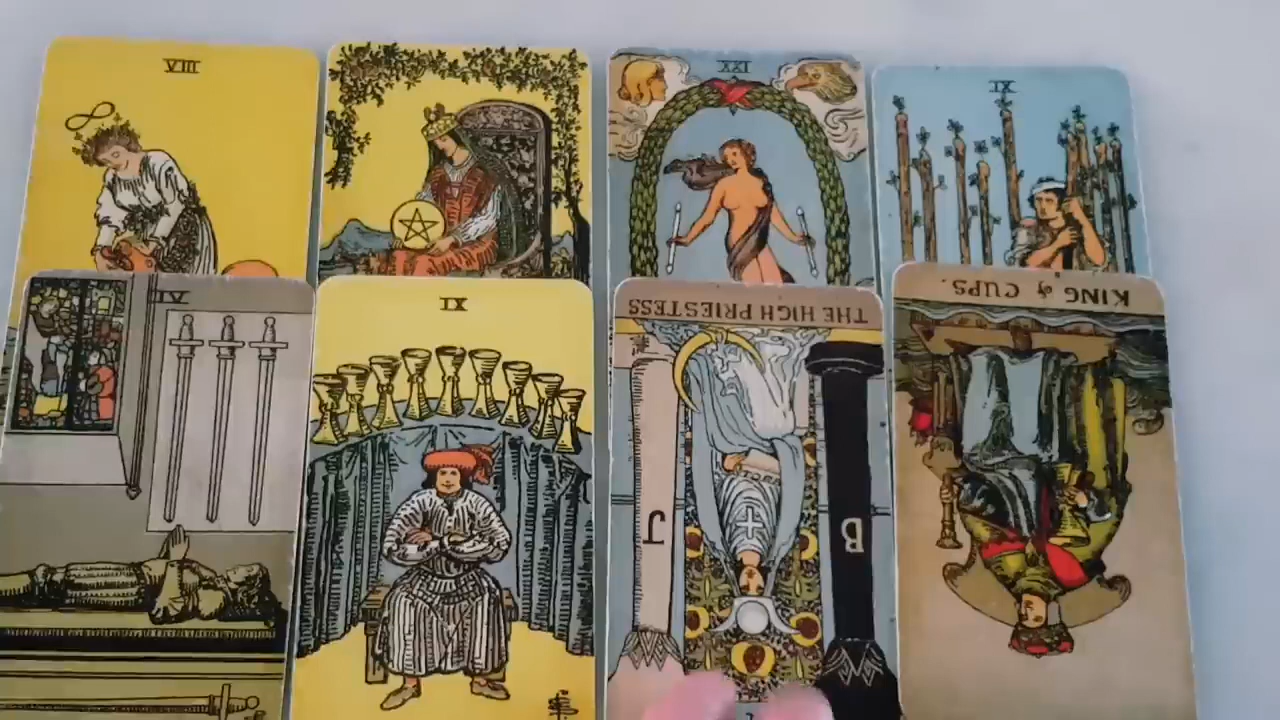 VIII
XXI
IX
IV
IX
THE HIGH PRIESTESS
KING of CUPS.
J
B